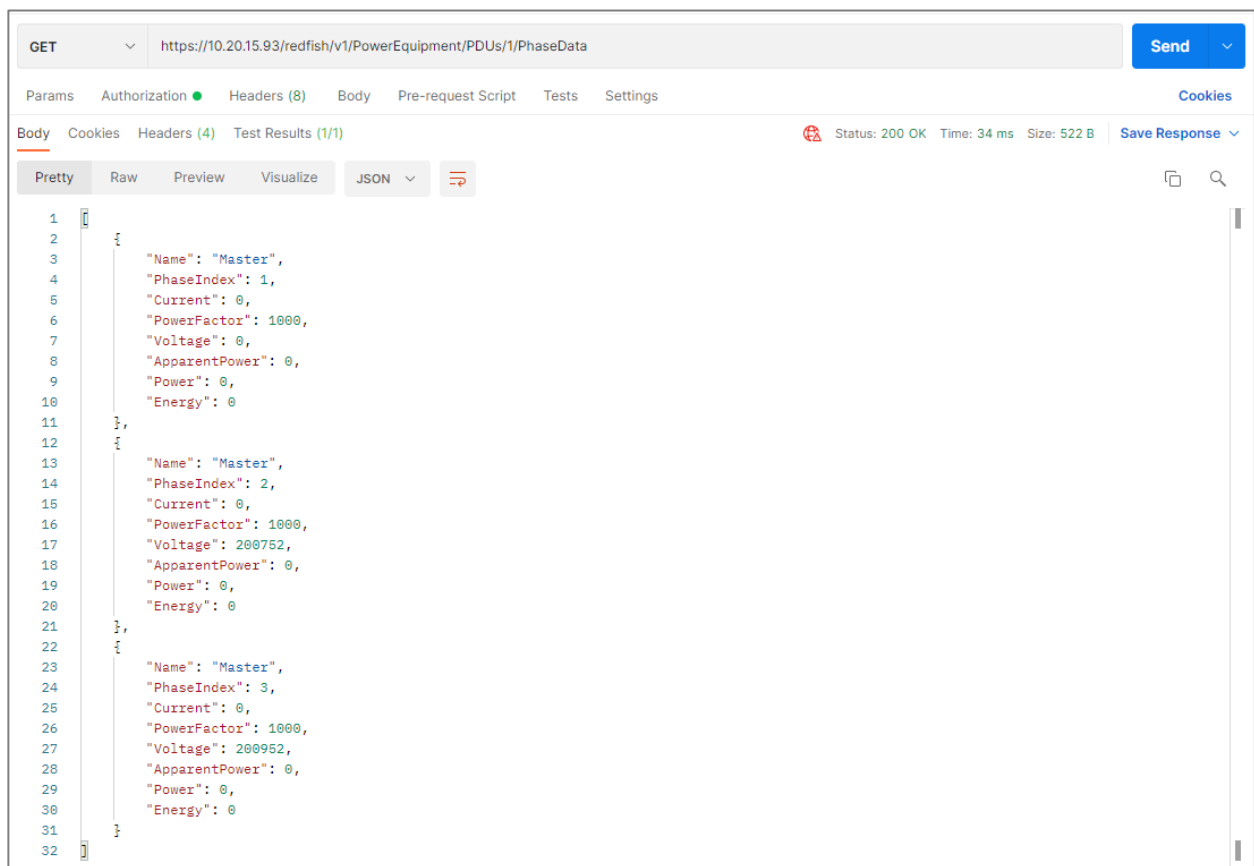 GET https://10.20.15.93/redfish/v1/PowerEquipment/PDUs/1/PhaseData Send
Params Authorization Headers (8) Body Pre-request Script Tests Settings Cookies
Body Cookies Headers (4) Test Results (1/1) Status: 200 OK Time: 34 ms Size: 522 B Save Response
Pretty Raw Preview Visualize JSON
1 [
2 {
3 "Name": "Master",
4 "PhaseIndex": 1,
5 "Current": 0,
6 "PowerFactor": 1000,
7 "Voltage": 0,
8 "ApparentPower": 0,
9 "Power": 0,
10 "Energy": 0
11 },
12 {
13 "Name": "Master",
14 "PhaseIndex": 2,
15 "Current": 0,
16 "PowerFactor": 1000,
17 "Voltage": 200752,
18 "ApparentPower": 0,
19 "Power": 0,
20 "Energy": 0
21 },
22 {
23 "Name": "Master",
24 "PhaseIndex": 3,
25 "Current": 0,
26 "PowerFactor": 1000,
27 "Voltage": 200952,
28 "ApparentPower": 0,
29 "Power": 0,
30 "Energy": 0
31 }
32 ]